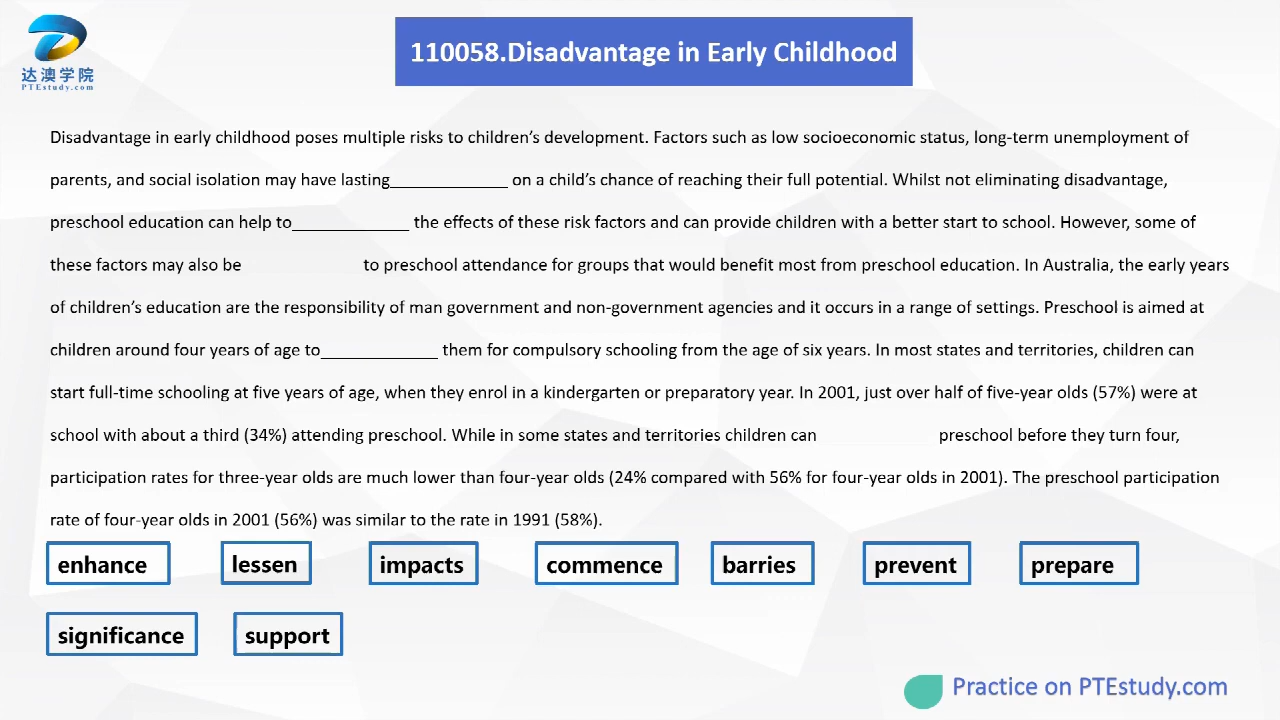 达澳学院
PTEstudy.com
110058.Disadvantage in Early Childhood
Disadvantage in early childhood poses multiple risks to children’s development. Factors such as low socioeconomic status, long-term unemployment of
parents, and social isolation may have lasting_____________ on a child’s chance of reaching their full potential. Whilst not eliminating disadvantage,
preschool education can help to_____________ the effects of these risk factors and can provide children with a better start to school. However, some of
these factors may also be to preschool attendance for groups that would benefit most from preschool education. In Australia, the early years
of children’s education are the responsibility of man government and non-government agencies and it occurs in a range of settings. Preschool is aimed at
children around four years of age to_____________ them for compulsory schooling from the age of six years. In most states and territories, children can
start full-time schooling at five years of age, when they enrol in a kindergarten or preparatory year. In 2001, just over half of five-year olds (57%) were at
school with about a third (34%) attending preschool. While in some states and territories children can preschool before they turn four,
participation rates for three-year olds are much lower than four-year olds (24% compared with 56% for four-year olds in 2001). The preschool participation
rate of four-year olds in 2001 (56%) was similar to the rate in 1991 (58%).
enhance lessen impacts commence barries prevent prepare
significance support
Practice on PTEstudy.com